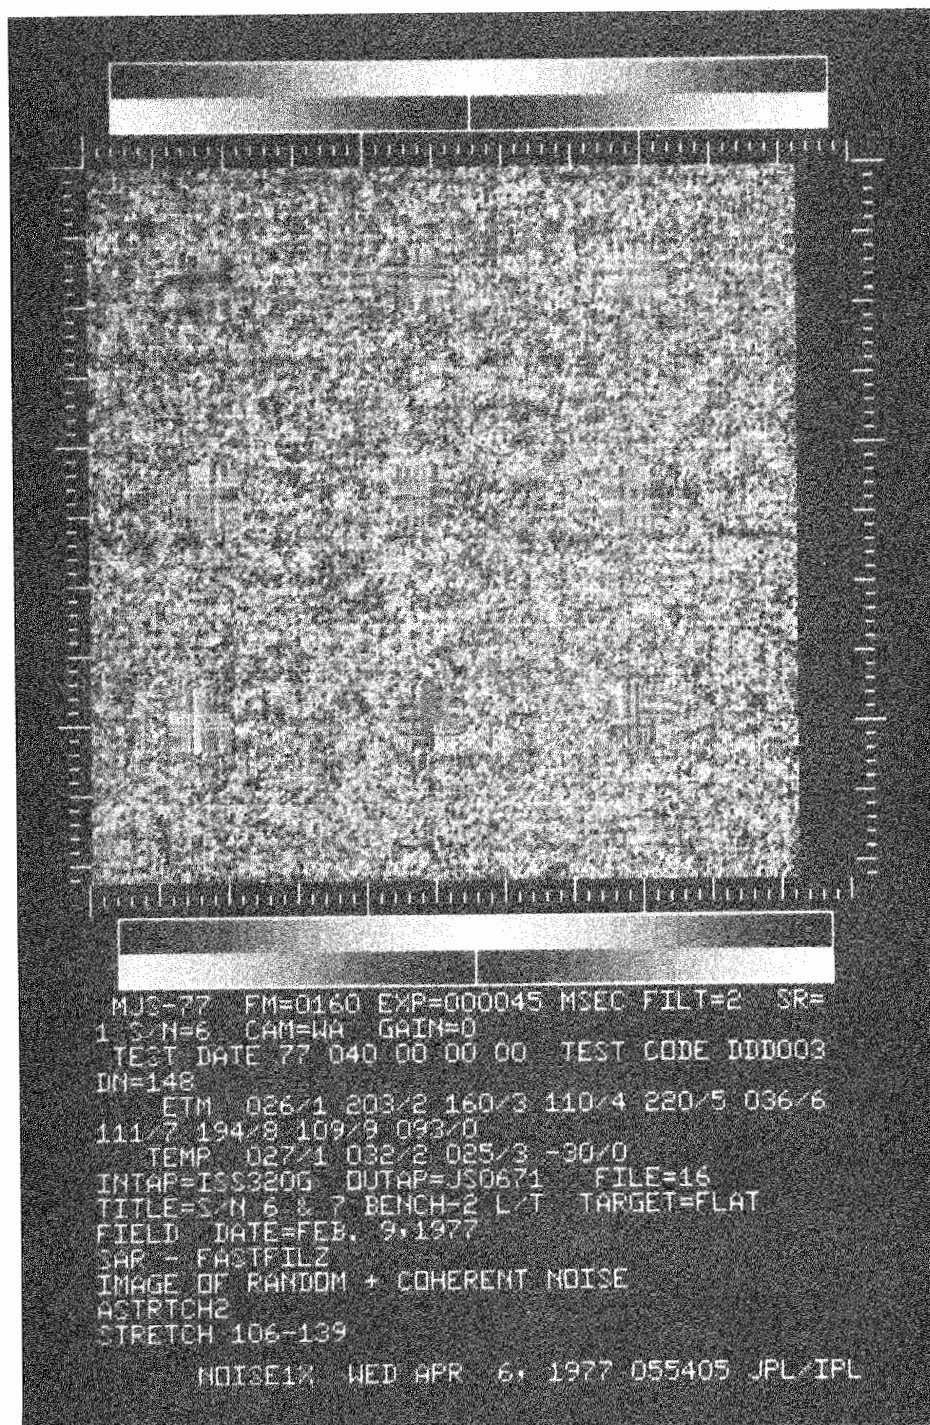 MJS-77 FM=0160 EXP=000045 MSEC FILT=2 SR=
1 S/N=6 CAM=WA GAIN=0
TEST DATE 77 040 00 00 00 TEST CODE DDD003
DN=148
ETM 026/1 203/2 160/3 110/4 220/5 036/6
111/7 194/8 109/9 093/0
TEMP 027/1 032/2 025/3 -30/0
INTAP=ISS320G OUTAP=JS0671 FILE=16
TITLE=S/N 6 & 7 BENCH-2 L/T TARGET=FLAT
FIELD DATE=FEB. 9,1977
SAR - FASTFILZ
IMAGE OF RANDOM + COHERENT NOISE
ASTRTCH2
STRETCH 106-139
NOISE1% WED APR 6, 1977 055405 JPL/IPL